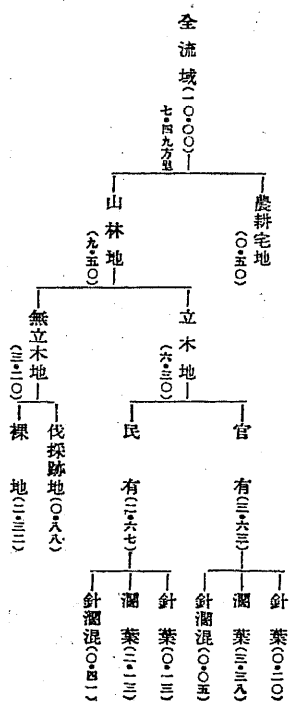 全流域(一〇・〇〇)
七・四九方里
農耕宅地
(〇・五〇)
山林地
(九・五〇)
立木地
(六・三〇)
無立木地
(三・二〇)
官有(三・六三)
民有(二・六七)
伐採跡地(〇・八八)
裸地(二・三二)
針葉(〇・二〇)
濶葉(三・三八)
針濶混(〇・〇五)
針葉(〇・一三)
濶葉(二・一三)
針濶混(〇・四一)